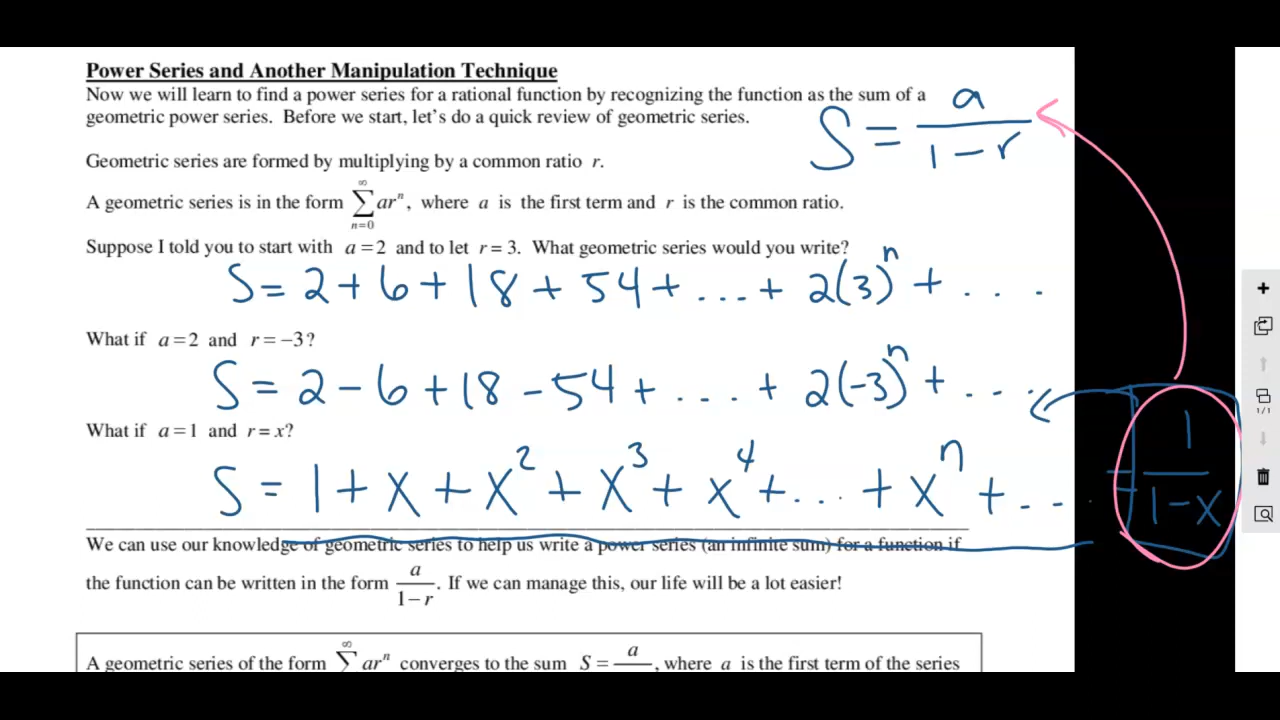 Power Series and Another Manipulation Technique
Now we will learn to find a power series for a rational function by recognizing the function as the sum of a
geometric power series. Before we start, let's do a quick review of geometric series.
S = a / (1 − r)
Geometric series are formed by multiplying by a common ratio r.
A geometric series is in the form ∑_{n=0}^{∞} ar^n, where a is the first term and r is the common ratio.
Suppose I told you to start with a = 2 and to let r = 3. What geometric series would you write?
S = 2 + 6 + 18 + 54 + ... + 2(3)^n + ...
What if a = 2 and r = −3?
S = 2 − 6 + 18 − 54 + ... + 2(−3)^n + ...
What if a = 1 and r = x?
S = 1 + x + x^2 + x^3 + x^4 + ... + x^n + ... = 1 / (1 − x)
We can use our knowledge of geometric series to help us write a power series (an infinite sum) for a function if
the function can be written in the form a / (1 − r). If we can manage this, our life will be a lot easier!
A geometric series of the form ∑^{∞} ar^n converges to the sum S = a /, where a is the first term of the series
1/1